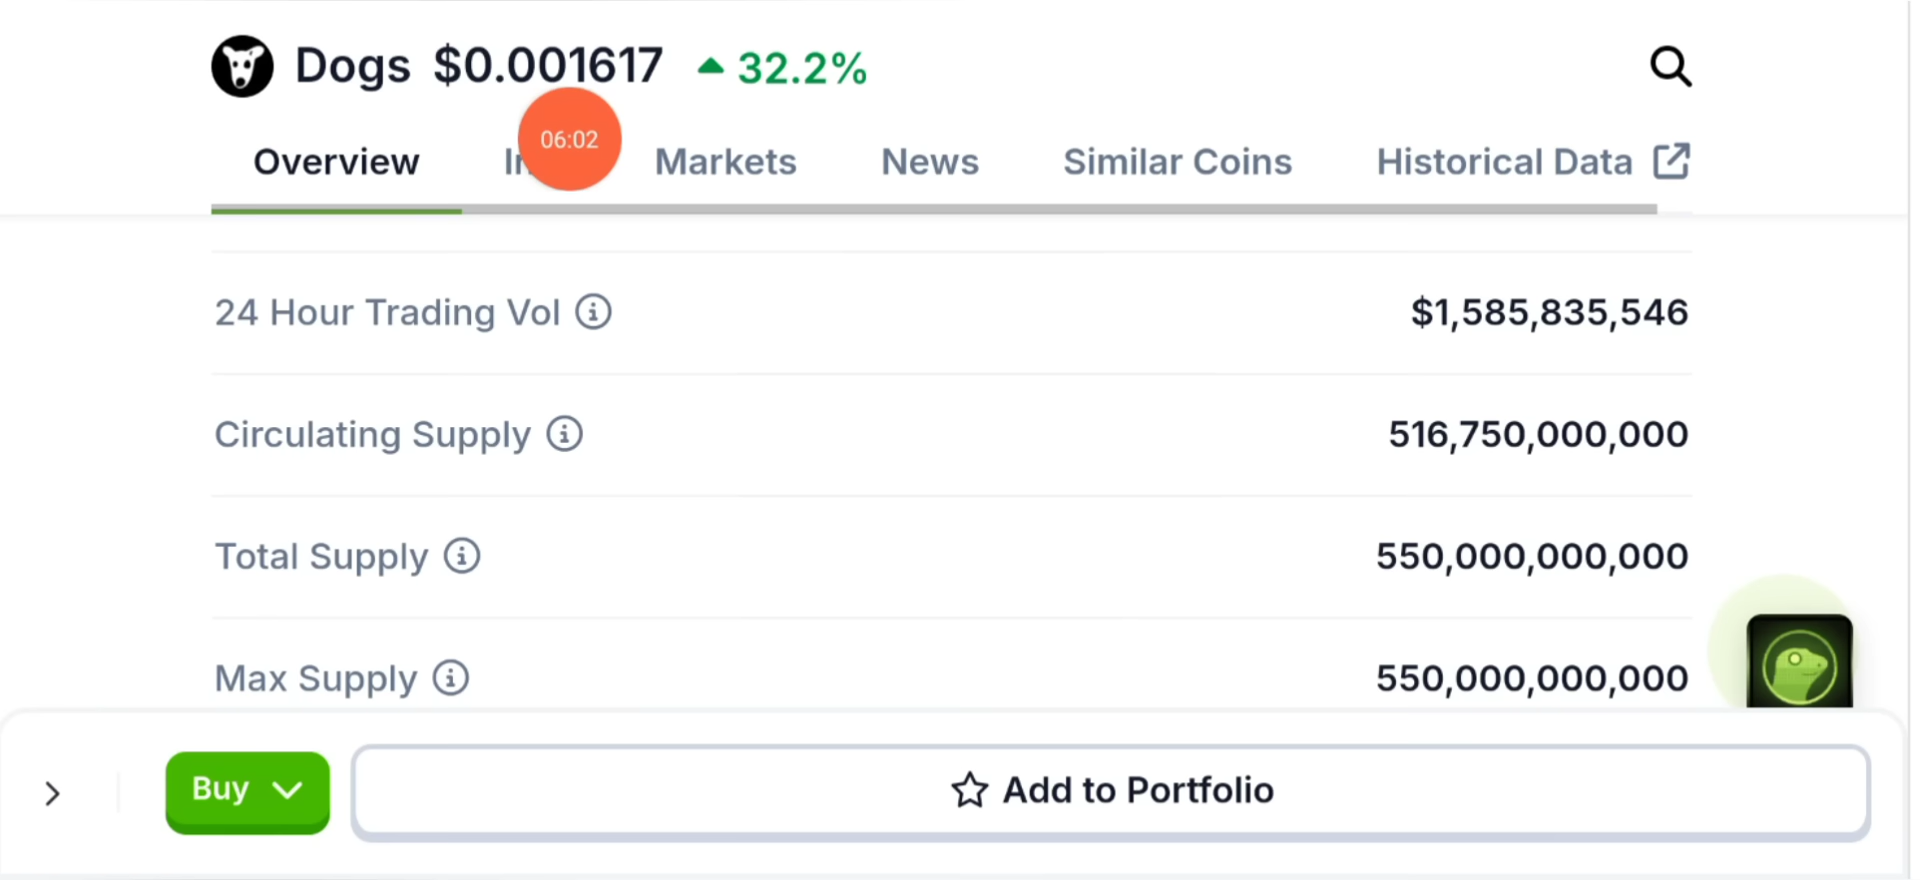 Dogs $0.001617 32.2%
06:02
Overview Markets News Similar Coins Historical Data
24 Hour Trading Vol $1,585,835,546
Circulating Supply 516,750,000,000
Total Supply 550,000,000,000
Max Supply 550,000,000,000
Buy Add to Portfolio